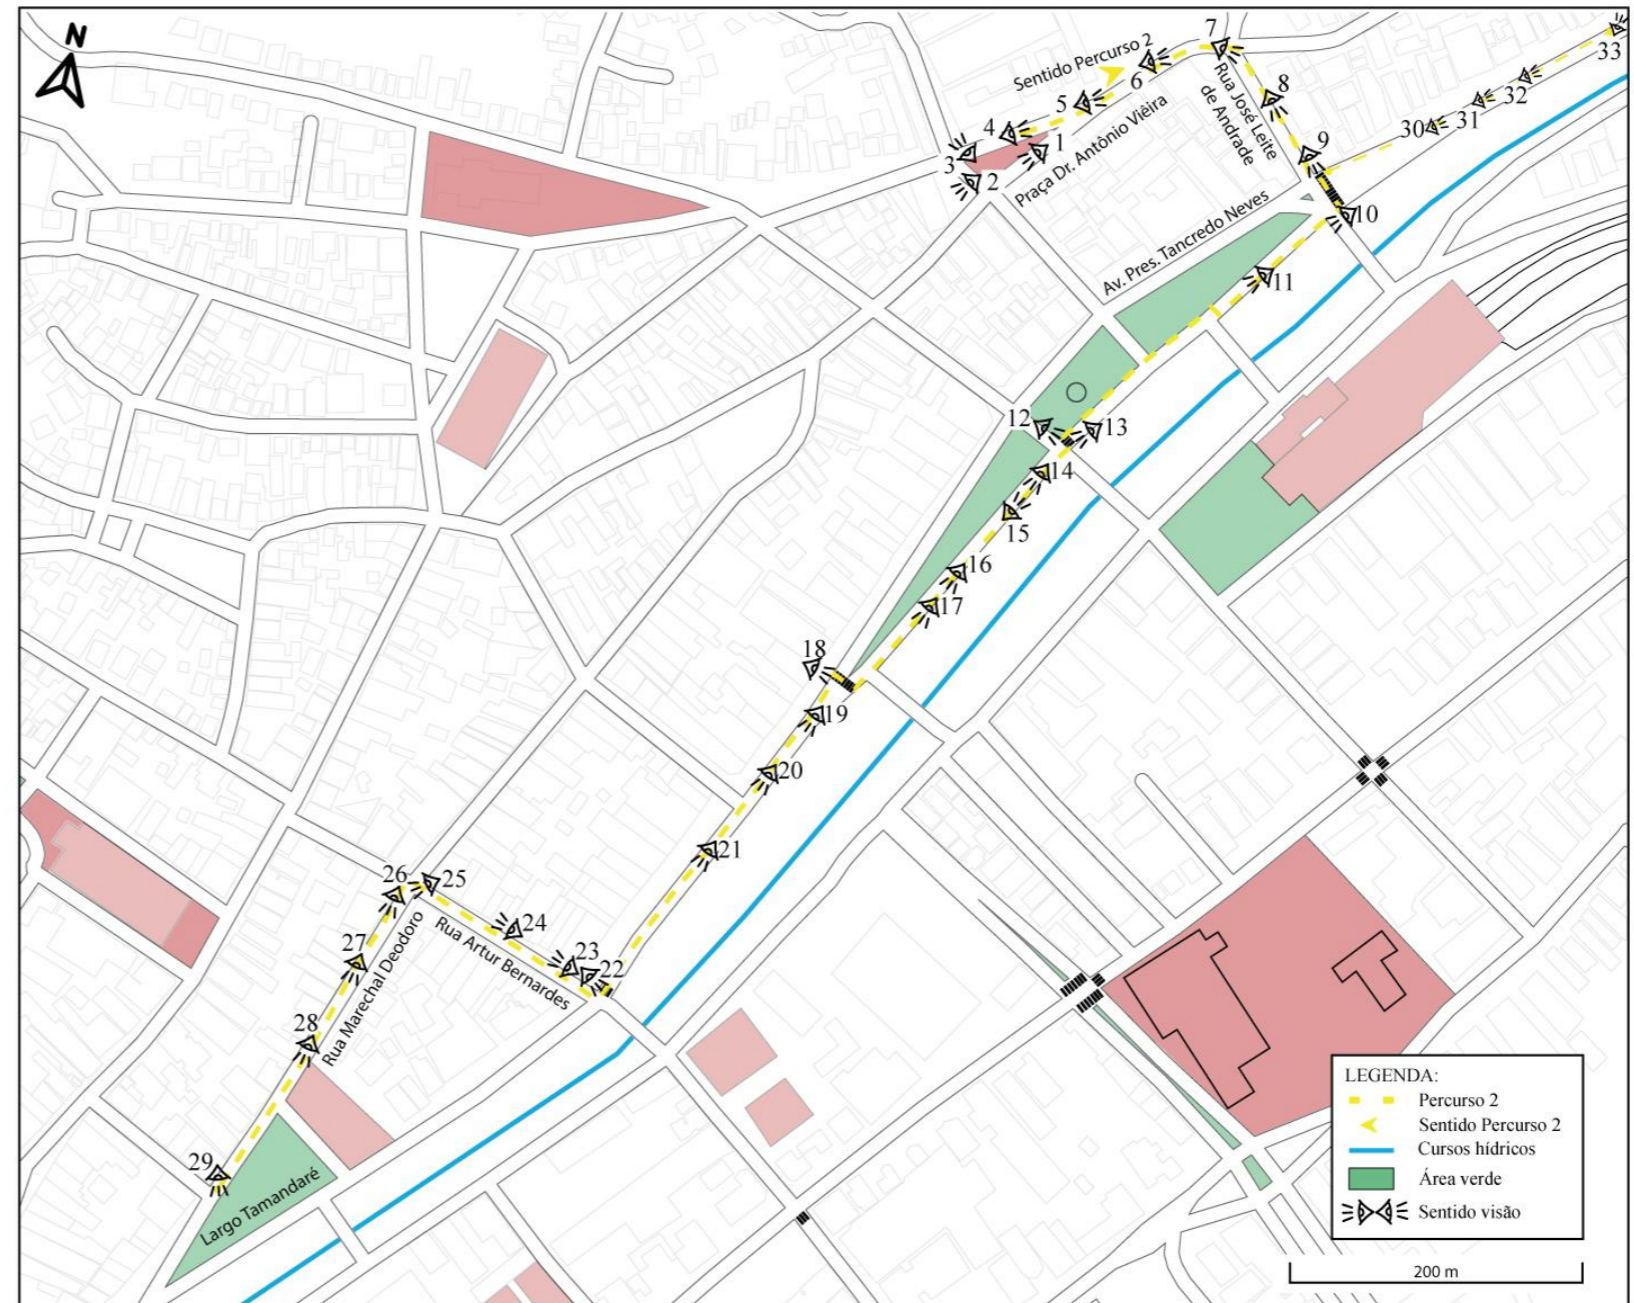 N
7
Sentido Percurso 2
33
6
5
8
32
4
31
30
1
9
3
2
Rua José Leite
de Andrade
Praça Dr. Antônio Viêira
10
Av. Pres. Tancredo Neves
11
12
13
14
15
16
17
18
19
20
21
26
25
24
23
22
Rua Artur Bernardes
27
Rua Marechal Deodoro
28
29
Largo Tamandaré
LEGENDA:
Percurso 2
Sentido Percurso 2
Cursos hídricos
Área verde
Sentido visão
200 m